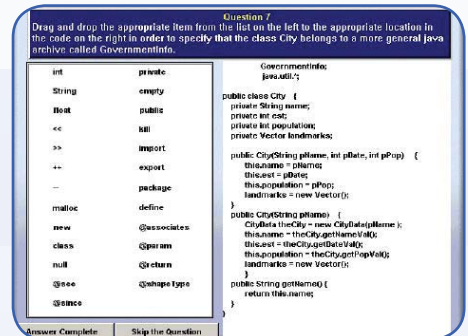 Question 7
Drag and drop the appropriate item from the list on the left to the appropriate location in
the code on the right in order to specify that the class City belongs to a more general java
archive called GovernmentInfo.
int private
String empty
float public
<< kill
>> import
++ export
-- package
malloc define
new @associates
class @param
null @return
@see @shapeType
@since
GovernmentInfo;
java.util.*;
public class City {
private String name;
private int est;
private int population;
private Vector landmarks;
public City(String pName, int pDate, int pPop) {
this.name = pName;
this.est = pDate;
this.population = pPop;
landmarks = new Vector();
}
public City(String pName) {
CityData theCity = new CityData(pName );
this.name = theCity.getNameVal();
this.est = theCity.getDateVal();
this.population = theCity.getPopVal();
landmarks = new Vector();
}
public String getName() {
return this.name;
}
}
Answer Complete Skip the Question